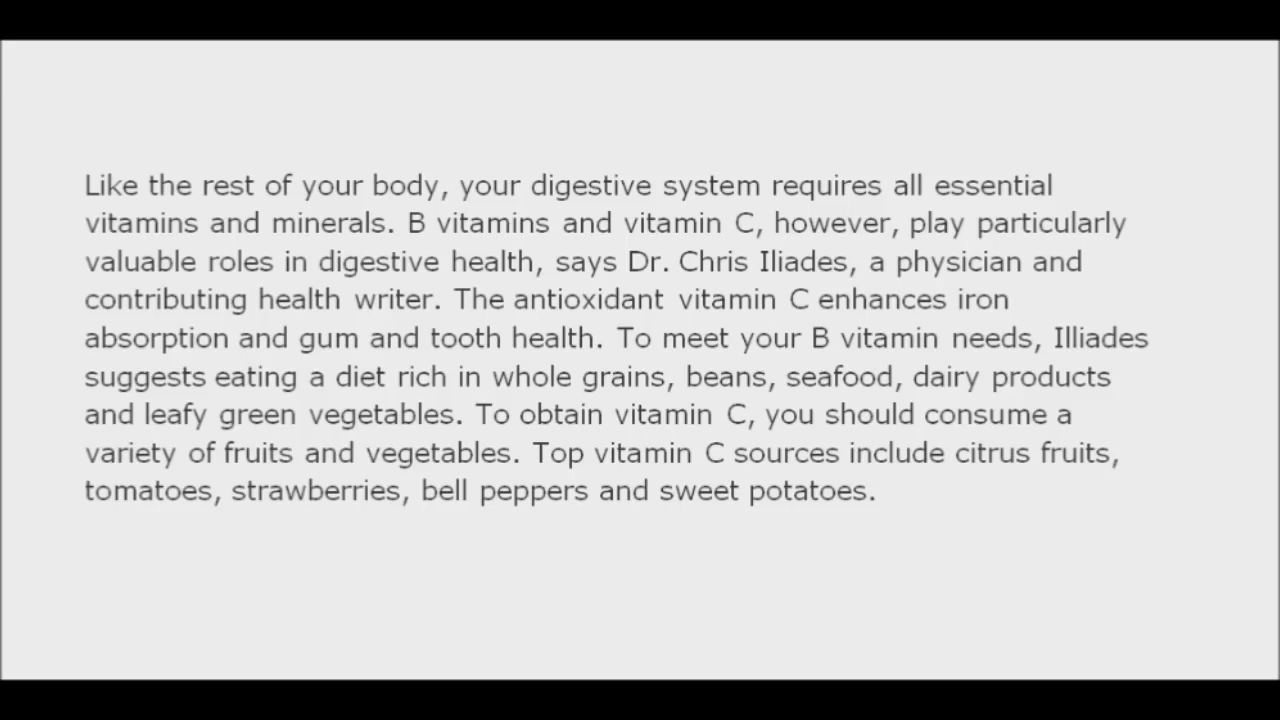 Like the rest of your body, your digestive system requires all essential
vitamins and minerals. B vitamins and vitamin C, however, play particularly
valuable roles in digestive health, says Dr. Chris Iliades, a physician and
contributing health writer. The antioxidant vitamin C enhances iron
absorption and gum and tooth health. To meet your B vitamin needs, Illiades
suggests eating a diet rich in whole grains, beans, seafood, dairy products
and leafy green vegetables. To obtain vitamin C, you should consume a
variety of fruits and vegetables. Top vitamin C sources include citrus fruits,
tomatoes, strawberries, bell peppers and sweet potatoes.